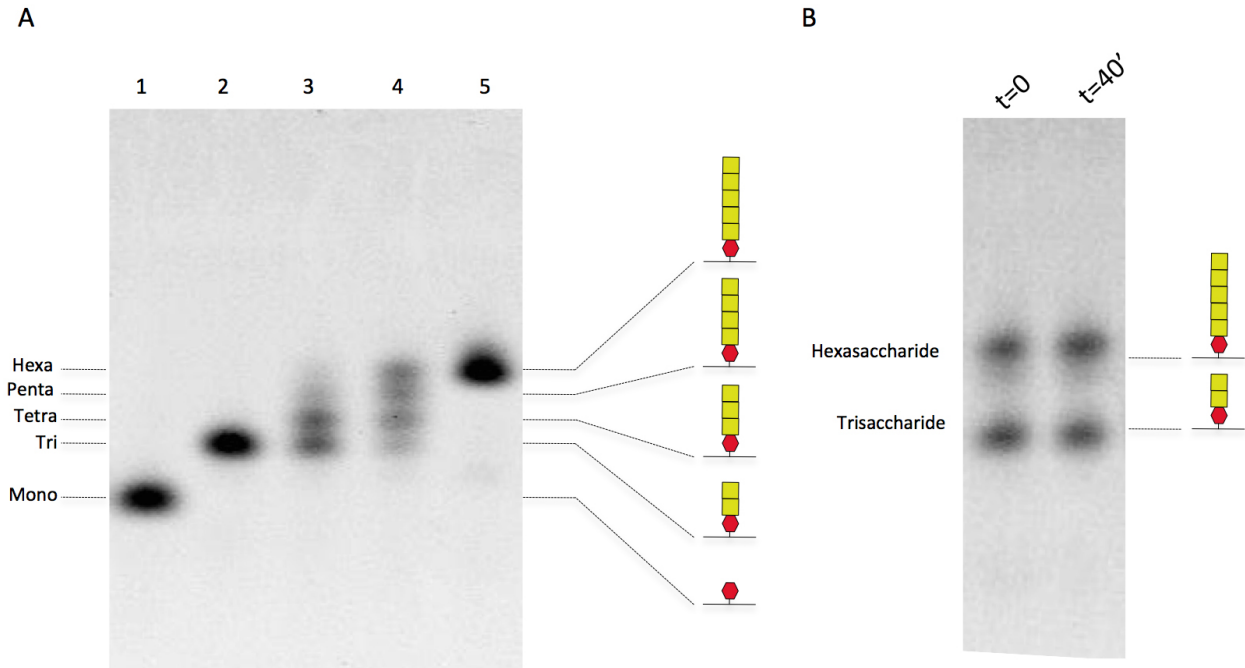 A
B
1 2 3 4 5
t=0 t=40'
Hexa
Penta
Tetra
Tri
Mono
Hexasaccharide
Trisaccharide